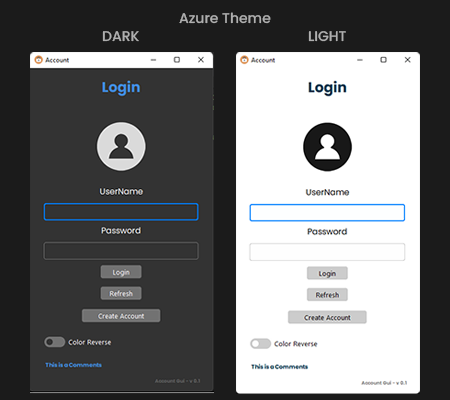 Azure Theme
DARK
LIGHT
Account
Login
UserName
Password
Login
Refresh
Create Account
Color Reverse
This is a Comments
Account Gui - v 0.1
Account
Login
UserName
Password
Login
Refresh
Create Account
Color Reverse
This is a Comments
Account Gui - v 0.1